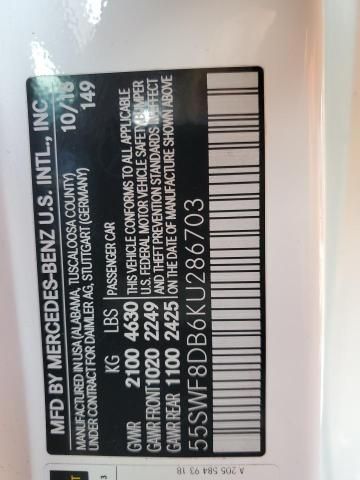 MFD BY MERCEDES-BENZ U.S. INTL., INC.
MADE IN USA (ALABAMA, TUSCALOOSA COUNTY) 10/18
UNDER CONTRACT FOR DAIMLER AG, STUTTGART (GERMANY) 149
KG LBS PASSENGER CAR
GVWR 2100 4630 THIS VEHICLE CONFORMS TO ALL APPLICABLE
GAWR FRONT 1020 2249 U.S. FEDERAL MOTOR VEHICLE SAFETY BUMPER
AND THEFT PREVENTION STANDARDS IN EFFECT
GAWR REAR 1100 2425 ON THE DATE OF MANUFACTURE SHOWN ABOVE
55SWF8DB6KU286703
A 205 584 93 18
3